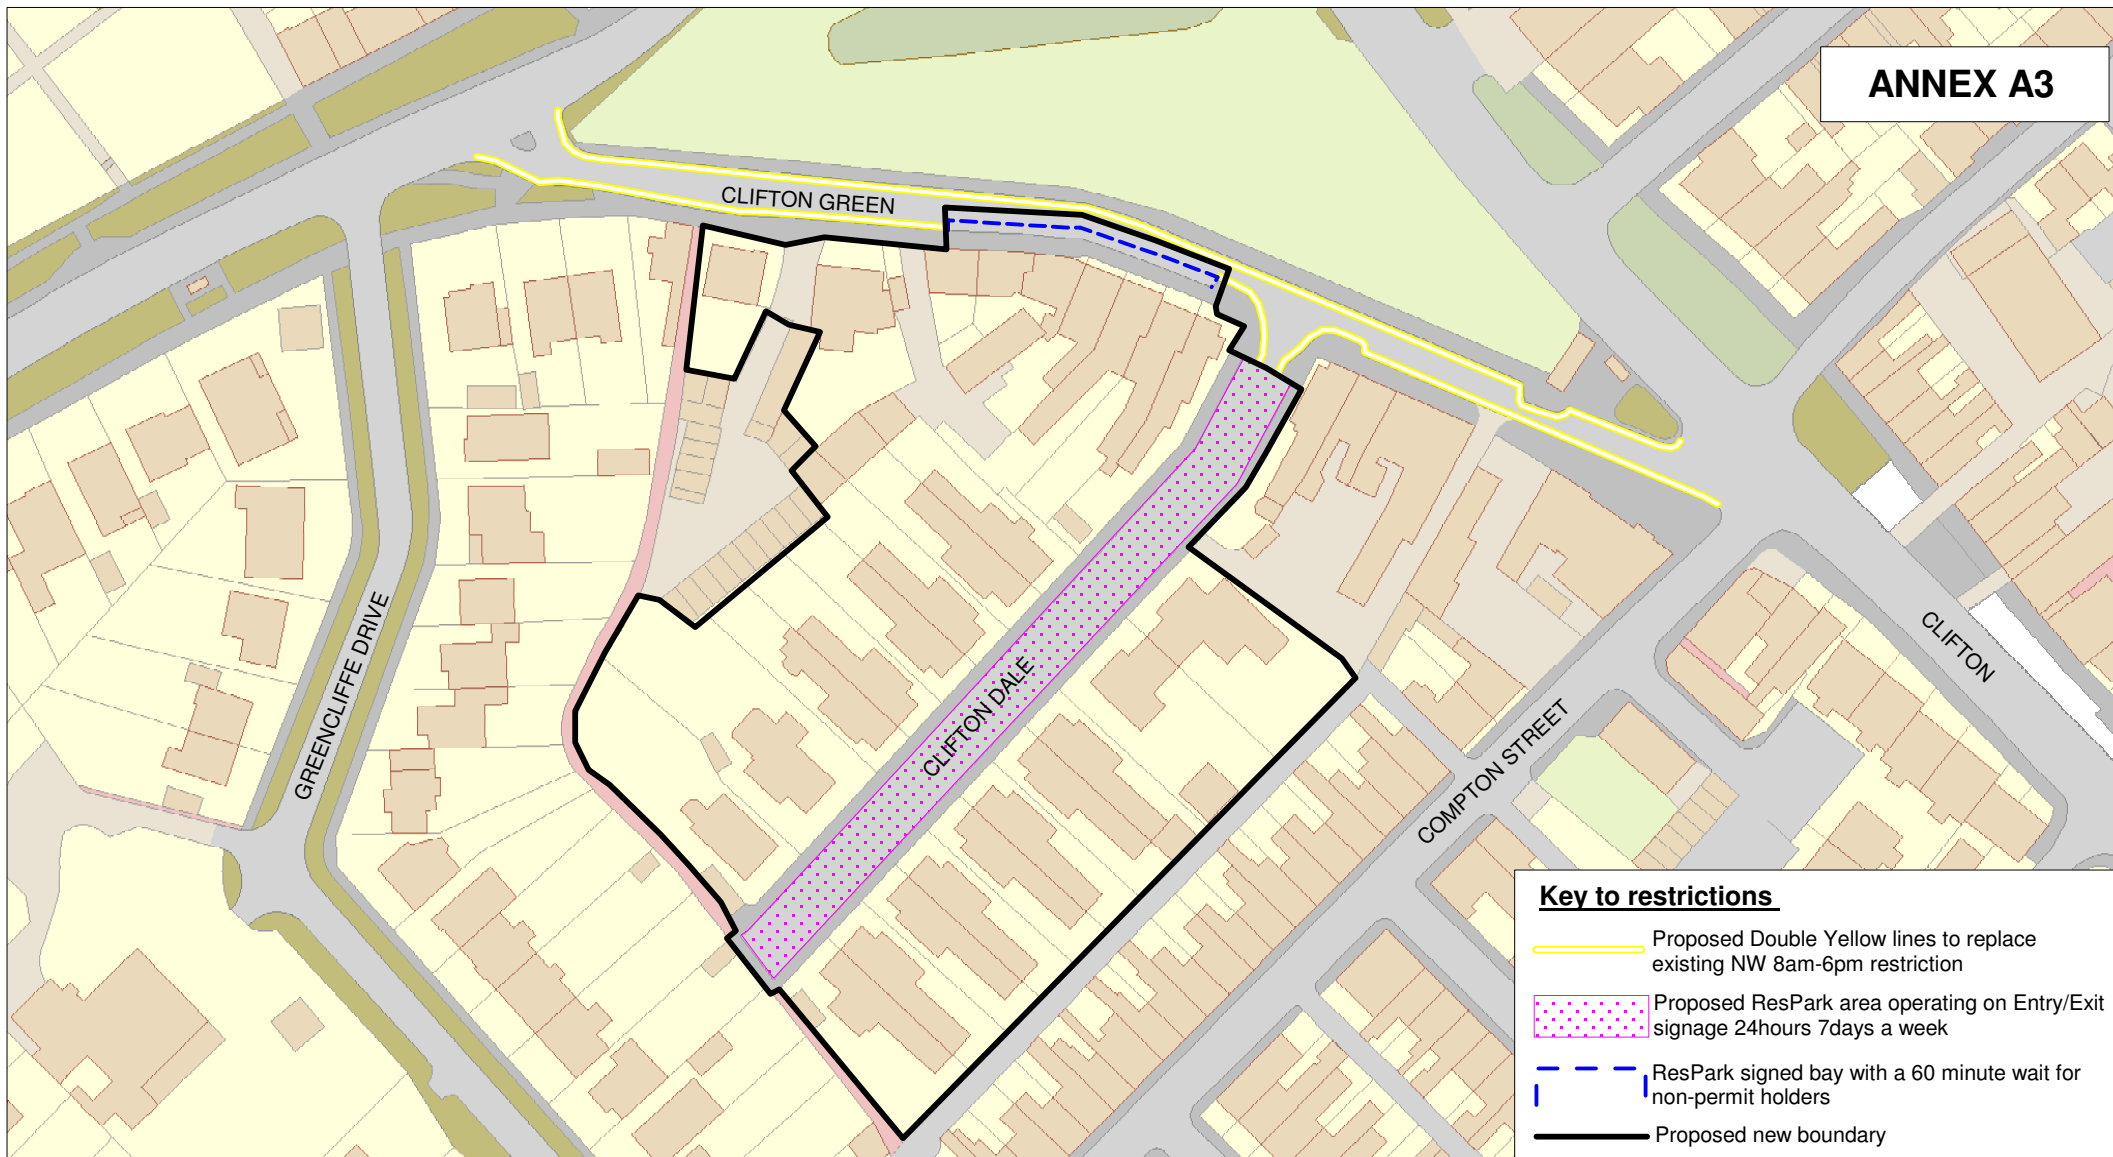 ANNEX A3
CLIFTON GREEN
GREENCLIFFE DRIVE
CLIFTON DALE
COMPTON STREET
CLIFTON
Key to restrictions
Proposed Double Yellow lines to replace
existing NW 8am-6pm restriction
Proposed ResPark area operating on Entry/Exit
signage 24hours 7days a week
ResPark signed bay with a 60 minute wait for
non-permit holders
Proposed new boundary